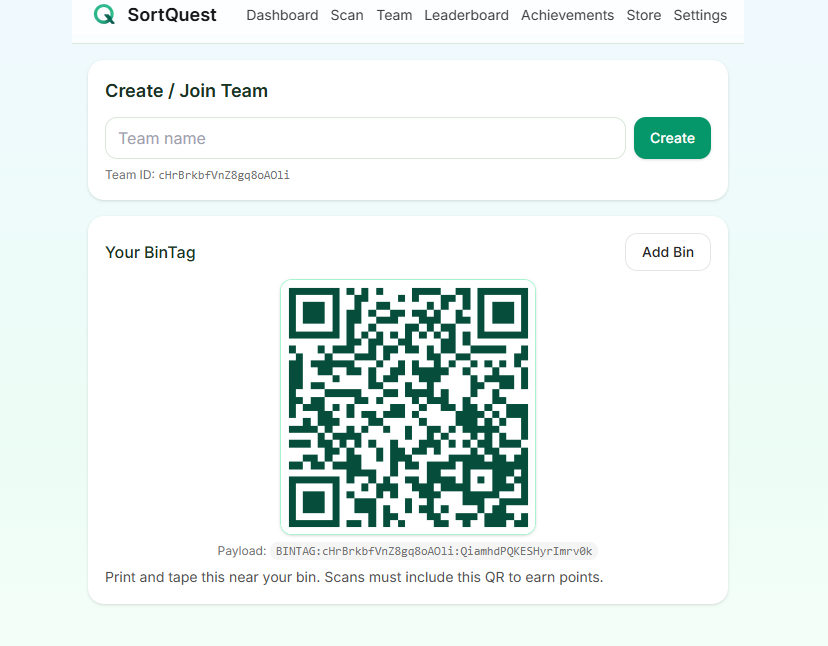 SortQuest Dashboard Scan Team Leaderboard Achievements Store Settings
Create / Join Team
Team name Create
Team ID: cHrBrkbfVnZ8gq8oAOli
Your BinTag Add Bin
Payload: BINTAG:cHrBrkbfVnZ8gq8oAOli:QiamhdPQKESHyrImrv0k
Print and tape this near your bin. Scans must include this QR to earn points.